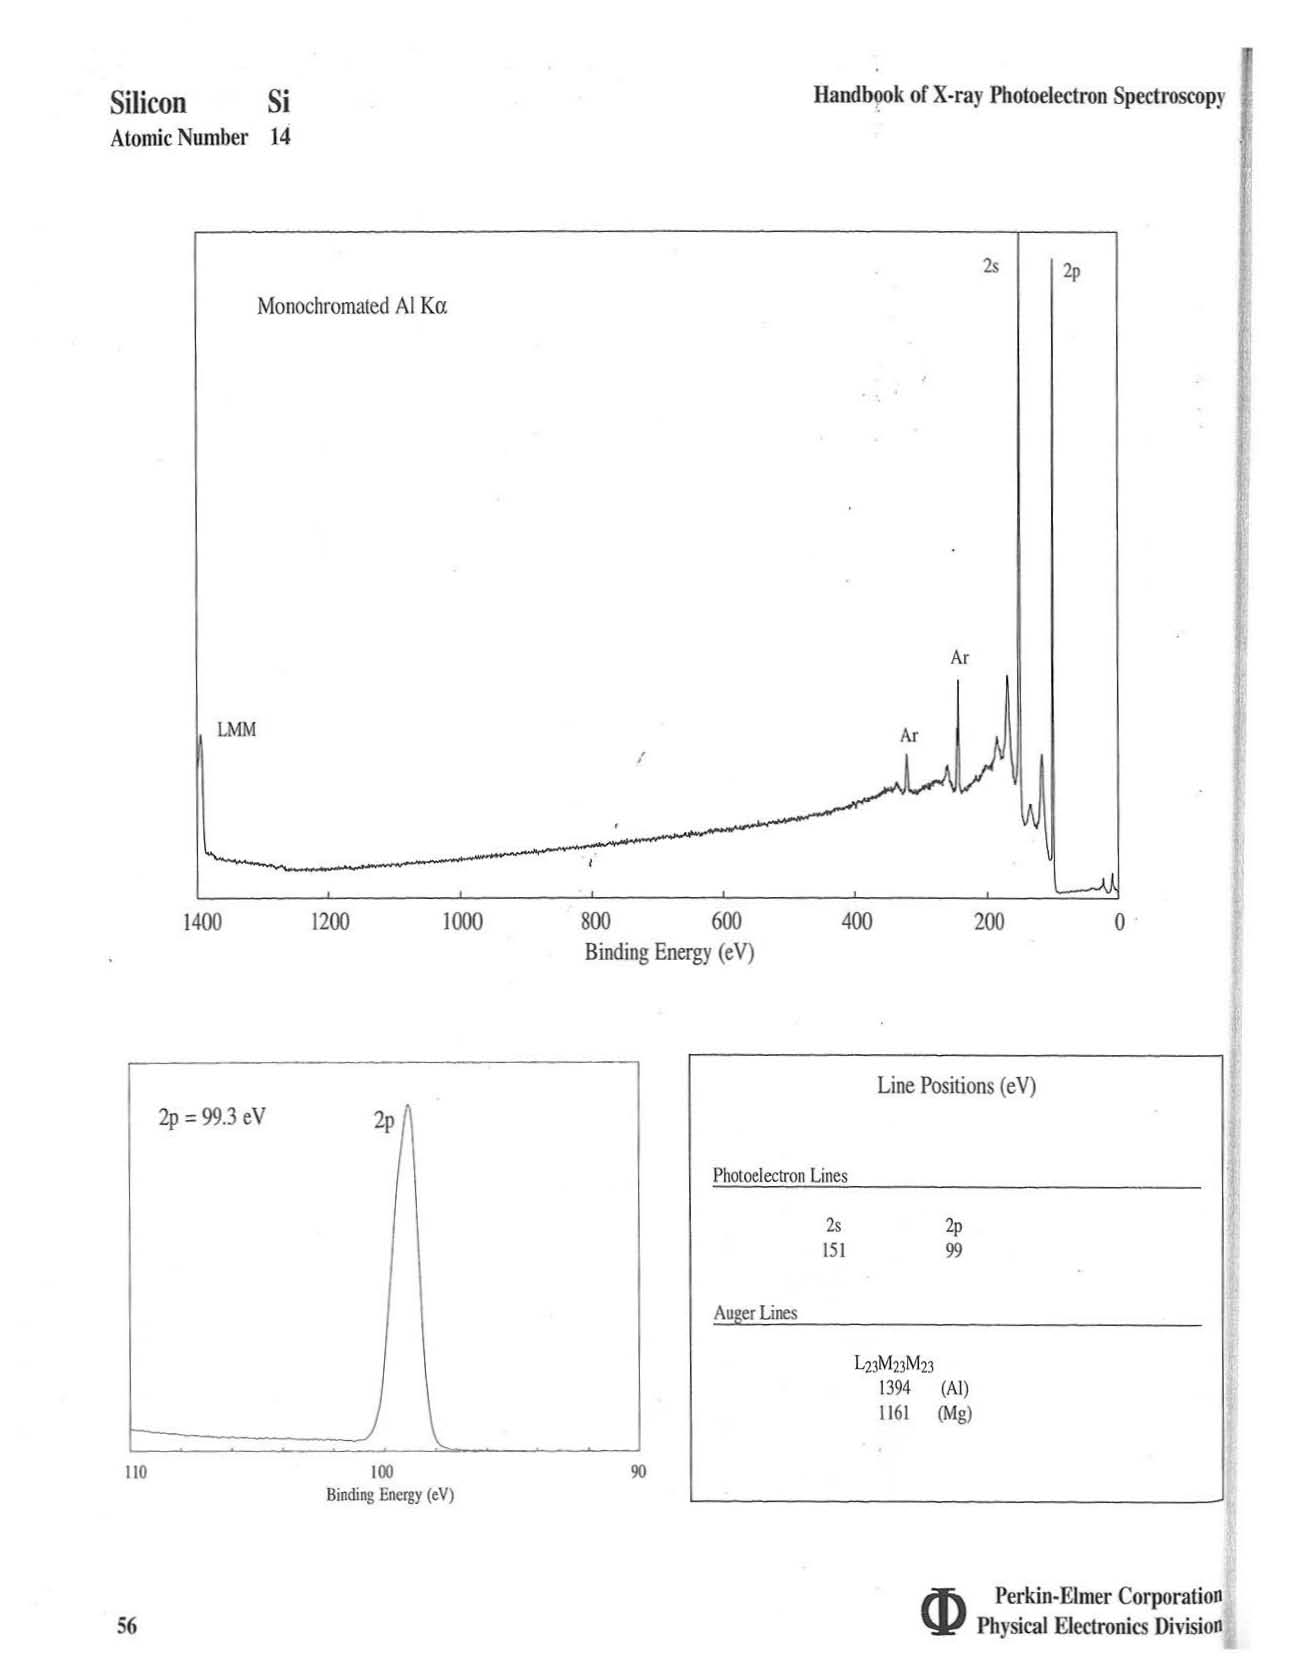 Silicon Si
Handbook of X-ray Photoelectron Spectroscopy
Atomic Number 14
2s
2p
Monochromated Al Kα
Ar
Ar
LMM
1400 1200 1000 800 600 400 200 0
Binding Energy (eV)
2p = 99.3 eV
2p
110 100 90
Binding Energy (eV)
Line Positions (eV)
Photoelectron Lines
2s 2p
151 99
Auger Lines
L₂₃M₂₃M₂₃
1394 (Al)
1161 (Mg)
Perkin-Elmer Corporation
Physical Electronics Division
56